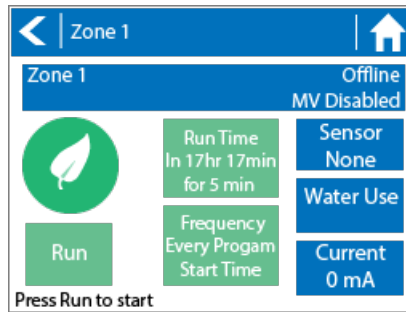 Zone 1
Zone 1
Offline
MV Disabled
Run Time
In 17hr 17min
for 5 min
Sensor
None
Water Use
Frequency
Every Progam
Start Time
Run
Current
0 mA
Press Run to start